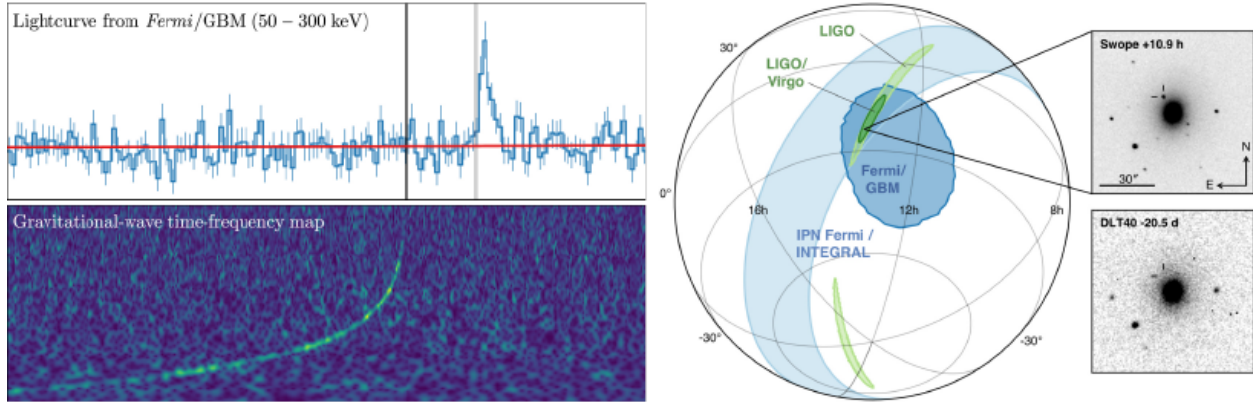 Lightcurve from Fermi/GBM (50 – 300 keV)
Gravitational-wave time-frequency map
LIGO
30°
LIGO/
Virgo
Fermi/
GBM
0°
16h
12h
8h
IPN Fermi /
INTEGRAL
-30°
-30°
Swope +10.9 h
N
30"
E
DLT40 -20.5 d